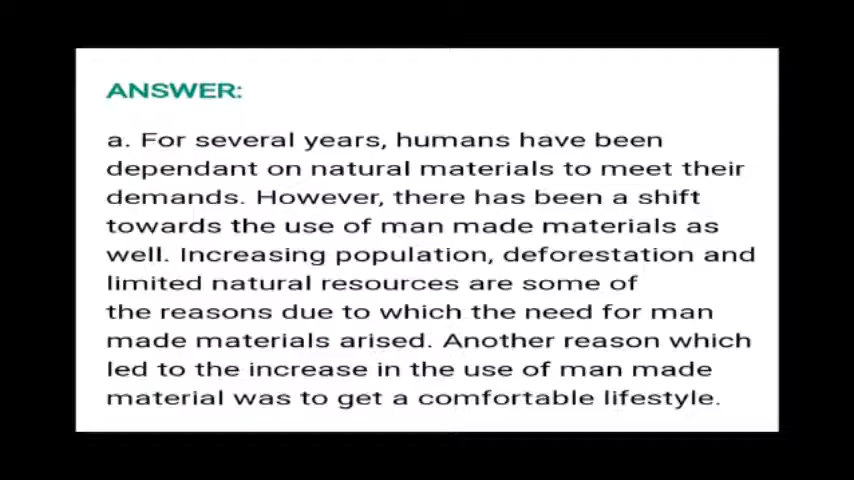 ANSWER:
a. For several years, humans have been
dependant on natural materials to meet their
demands. However, there has been a shift
towards the use of man made materials as
well. Increasing population, deforestation and
limited natural resources are some of
the reasons due to which the need for man
made materials arised. Another reason which
led to the increase in the use of man made
material was to get a comfortable lifestyle.